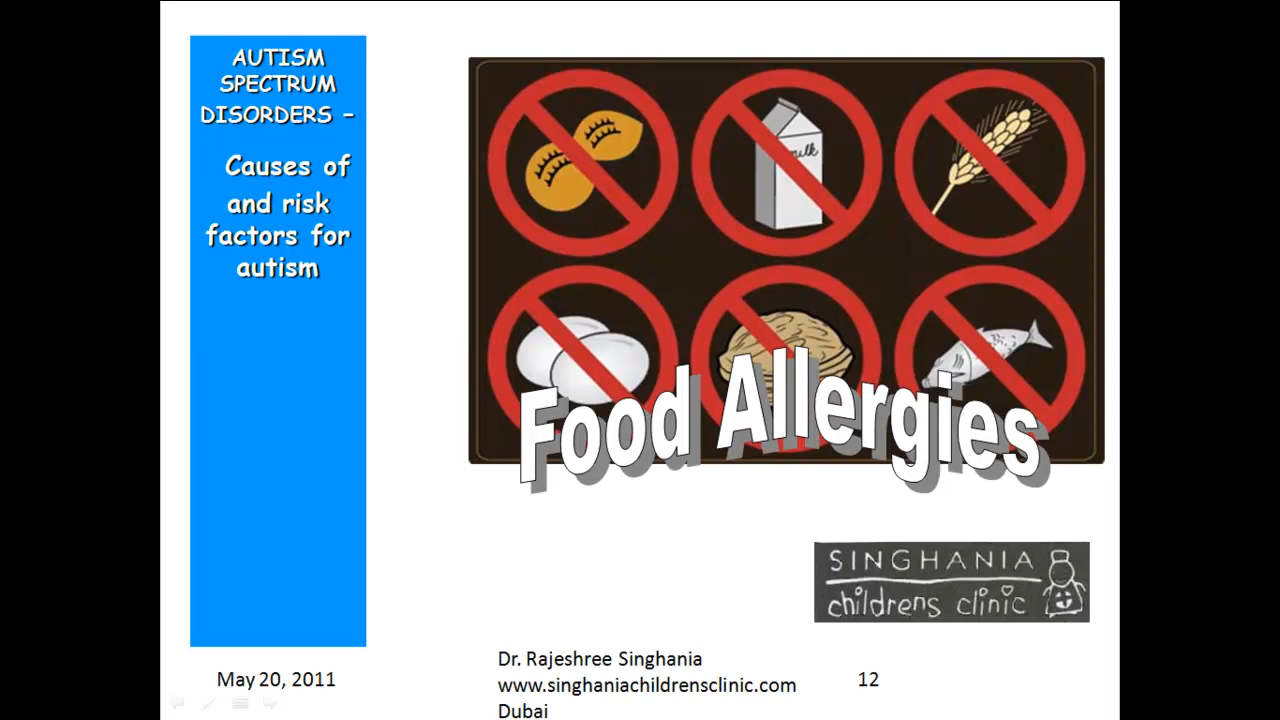 AUTISM
SPECTRUM
DISORDERS –
Causes of
and risk
factors for
autism
milk
Food Allergies
SINGHANIA
childrens clinic
May 20, 2011
Dr. Rajeshree Singhania
www.singhaniachildrensclinic.com
Dubai
12